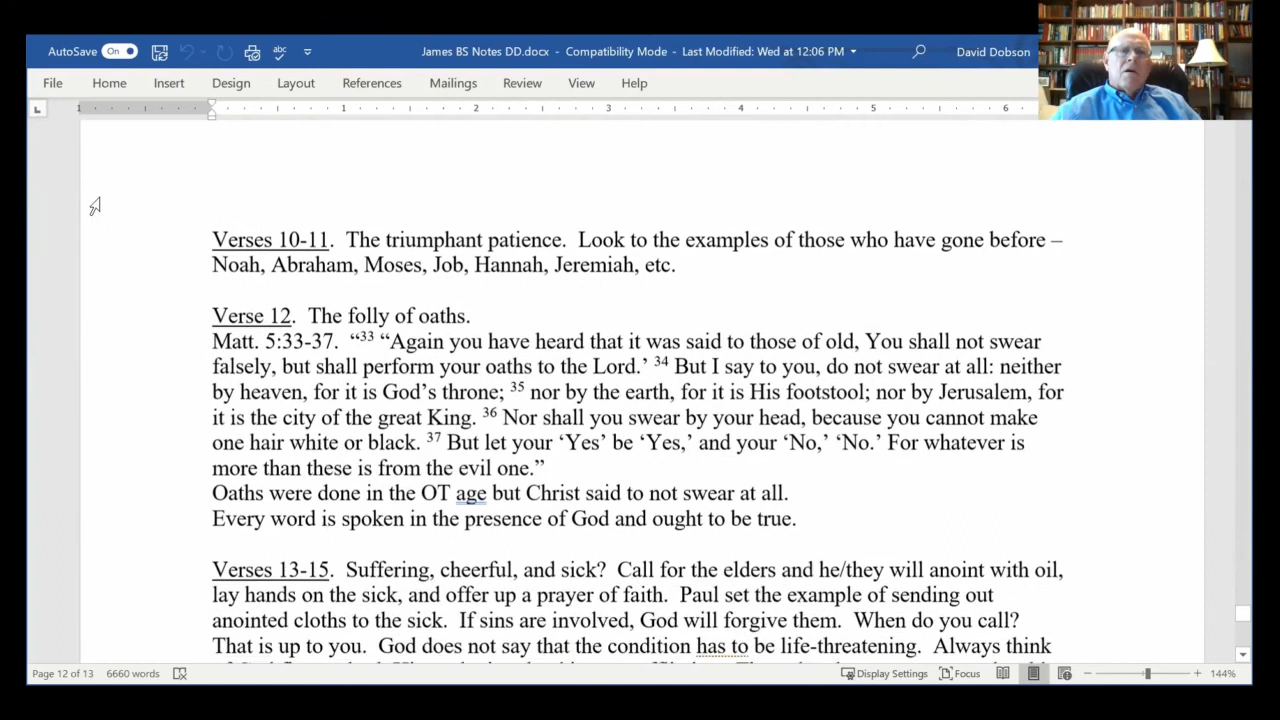 AutoSave On abc James BS Notes DD.docx - Compatibility Mode - Last Modified: Wed at 12:06 PM David Dobson
File Home Insert Design Layout References Mailings Review View Help
1 1 2 3 4 5 6
Verses 10-11. The triumphant patience. Look to the examples of those who have gone before –
Noah, Abraham, Moses, Job, Hannah, Jeremiah, etc.
Verse 12. The folly of oaths.
Matt. 5:33-37. “33 “Again you have heard that it was said to those of old, You shall not swear
falsely, but shall perform your oaths to the Lord.’ 34 But I say to you, do not swear at all: neither
by heaven, for it is God’s throne; 35 nor by the earth, for it is His footstool; nor by Jerusalem, for
it is the city of the great King. 36 Nor shall you swear by your head, because you cannot make
one hair white or black. 37 But let your ‘Yes’ be ‘Yes,’ and your ‘No,’ ‘No.’ For whatever is
more than these is from the evil one.”
Oaths were done in the OT age but Christ said to not swear at all.
Every word is spoken in the presence of God and ought to be true.
Verses 13-15. Suffering, cheerful, and sick? Call for the elders and he/they will anoint with oil,
lay hands on the sick, and offer up a prayer of faith. Paul set the example of sending out
anointed cloths to the sick. If sins are involved, God will forgive them. When do you call?
That is up to you. God does not say that the condition has to be life-threatening. Always think
Page 12 of 13 6660 words Display Settings Focus 144%